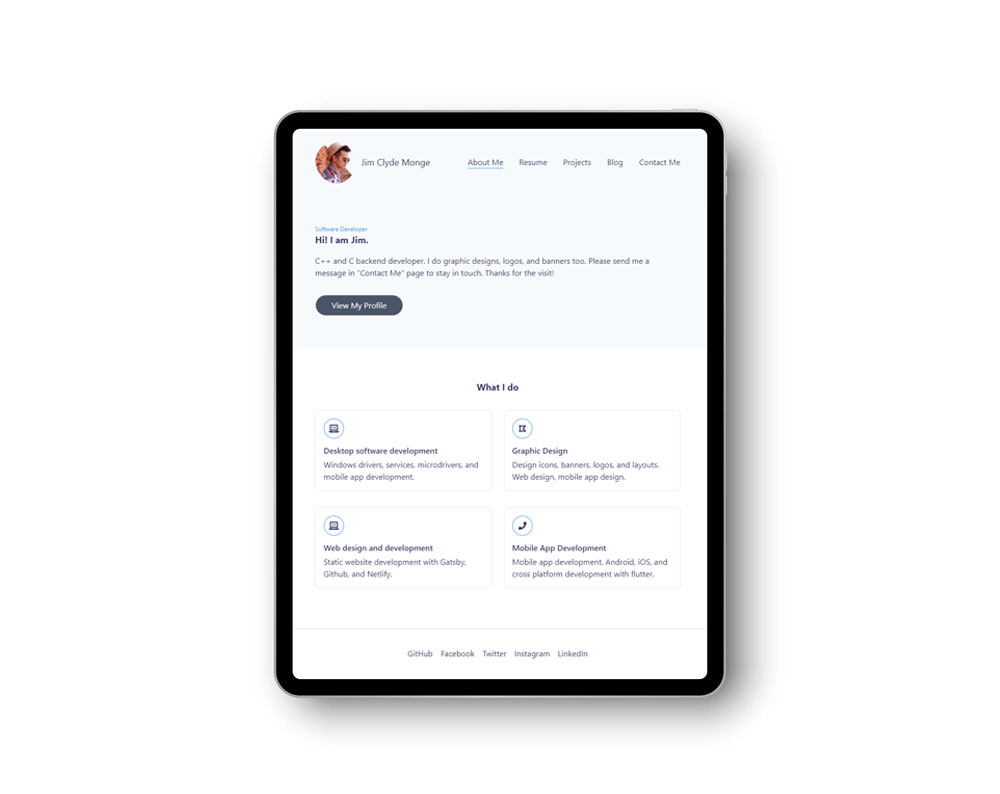 Jim Clyde Monge
About Me Resume Projects Blog Contact Me
Software Developer
Hi! I am Jim.
C++ and C backend developer. I do graphic designs, logos, and banners too. Please send me a
message in "Contact Me" page to stay in touch. Thanks for the visit!
View My Profile
What I do
Desktop software development
Windows drivers, services, microdrivers, and
mobile app development.
Graphic Design
Design icons, banners, logos, and layouts.
Web design, mobile app design.
Web design and development
Static website development with Gatsby,
Github, and Netlify.
Mobile App Development
Mobile app development. Android, iOS, and
cross platform development with flutter.
GitHub Facebook Twitter Instagram LinkedIn